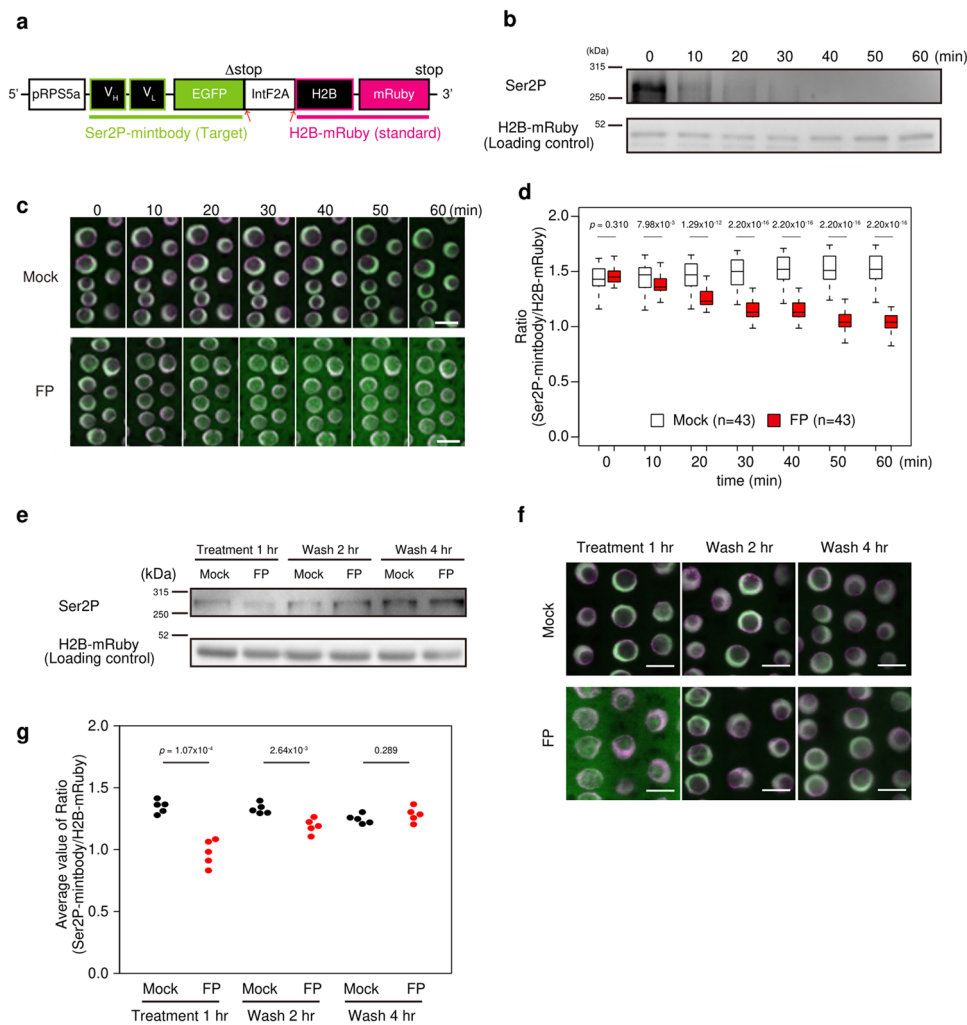 a
Δstop
stop
5' pRPS5a VH VL EGFP IntF2A H2B mRuby 3'
Ser2P-mintbody (Target) H2B-mRuby (standard)
b
(kDa) 0 10 20 30 40 50 60 (min)
315
Ser2P
250
52
H2B-mRuby
(Loading control)
c
0 10 20 30 40 50 60 (min)
Mock
FP
d
p = 0.310 7.98x10-3 1.29x10-12 2.20x10-16 2.20x10-16 2.20x10-16 2.20x10-16
2.0
1.5
1.0
0.5
0.0
Ratio
(Ser2P-mintbody/H2B-mRuby)
Mock (n=43) FP (n=43)
0 10 20 30 40 50 60 (min)
time (min)
e
Treatment 1 hr Wash 2 hr Wash 4 hr
(kDa) Mock FP Mock FP Mock FP
315
Ser2P
250
52
H2B-mRuby
(Loading control)
f
Treatment 1 hr Wash 2 hr Wash 4 hr
Mock
FP
g
2.0
p = 1.07x10-4 2.64x10-3 0.289
1.5
1.0
0.5
0.0
Average value of Ratio
(Ser2P-mintbody/H2B-mRuby)
Mock FP Mock FP Mock FP
Treatment 1 hr Wash 2 hr Wash 4 hr